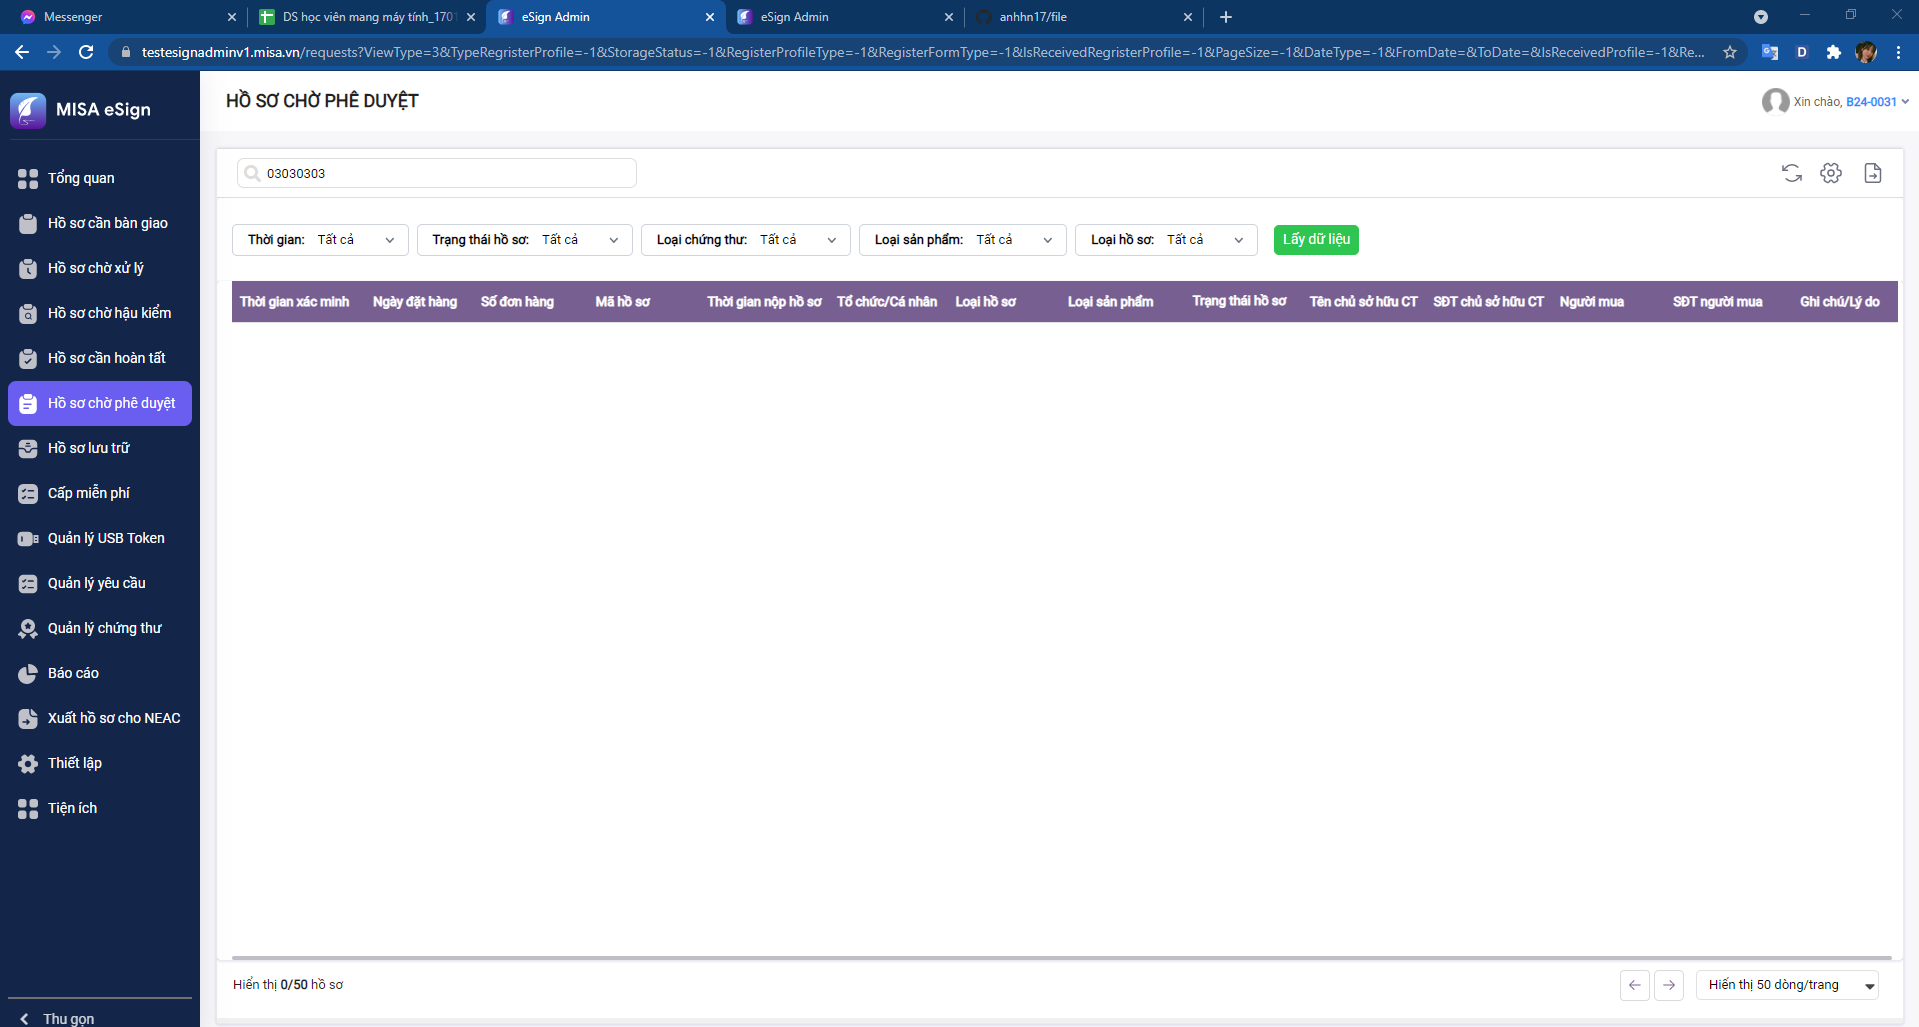 Messenger
DS học viên mang máy tính_1701
eSign Admin
eSign Admin
anhhn17/file
testesignadminv1.misa.vn/requests?ViewType=3&TypeRegristerProfile=-1&StorageStatus=-1&RegisterProfileType=-1&RegisterFormType=-1&IsReceivedRegristerProfile=-1&PageSize=-1&DateType=-1&FromDate=&ToDate=&IsReceivedProfile=-1&Re...
MISA eSign
HỒ SƠ CHỜ PHÊ DUYỆT
Xin chào, B24-0031
Tổng quan
Hồ sơ cần bàn giao
Hồ sơ chờ xử lý
Hồ sơ chờ hậu kiểm
Hồ sơ cần hoàn tất
Hồ sơ chờ phê duyệt
Hồ sơ lưu trữ
Cấp miễn phí
Quản lý USB Token
Quản lý yêu cầu
Quản lý chứng thư
Báo cáo
Xuất hồ sơ cho NEAC
Thiết lập
Tiện ích
Thu gọn
03030303
Thời gian: Tất cả
Trạng thái hồ sơ: Tất cả
Loại chứng thư: Tất cả
Loại sản phẩm: Tất cả
Loại hồ sơ: Tất cả
Lấy dữ liệu
Thời gian xác minh Ngày đặt hàng Số đơn hàng Mã hồ sơ Thời gian nộp hồ sơ Tổ chức/Cá nhân Loại hồ sơ Loại sản phẩm Trạng thái hồ sơ Tên chủ sở hữu CT SĐT chủ sở hữu CT Người mua SĐT người mua Ghi chú/Lý do
Hiển thị 0/50 hồ sơ
Hiển thị 50 dòng/trang